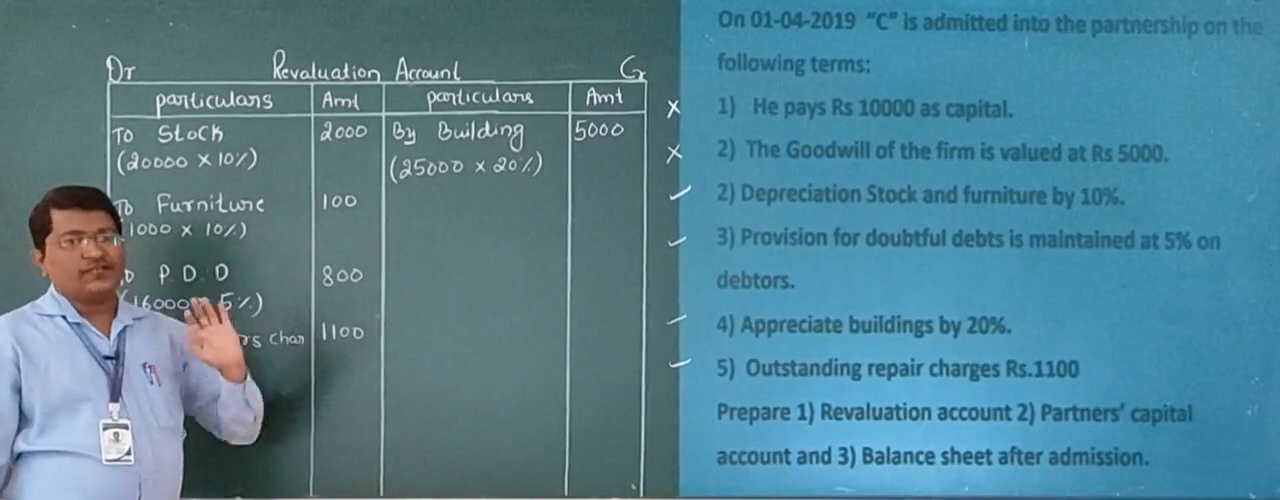 Dr Revaluation Account Cr
particulars Amt particulars Amt
To Stock 2000 By Building 5000
(20000 x 10%) (25000 x 20%)
To Furniture 100
1000 x 10%)
P.D.D 800
(16000 5%)
rs char 1100
On 01-04-2019 "C" is admitted into the partnership on the
following terms:
x 1) He pays Rs 10000 as capital.
x 2) The Goodwill of the firm is valued at Rs 5000.
✓ 2) Depreciation Stock and furniture by 10%.
✓ 3) Provision for doubtful debts is maintained at 5% on
debtors.
✓ 4) Appreciate buildings by 20%.
✓ 5) Outstanding repair charges Rs.1100
Prepare 1) Revaluation account 2) Partners' capital
account and 3) Balance sheet after admission.